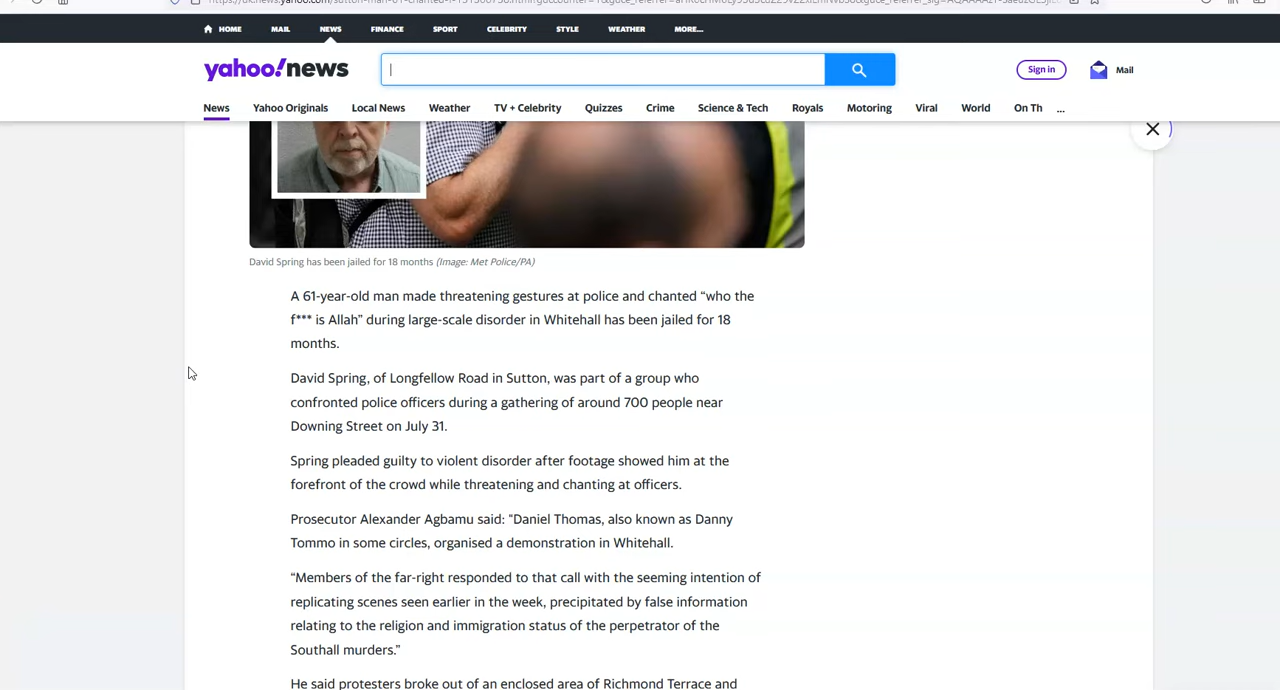 HOME MAIL NEWS FINANCE SPORT CELEBRITY STYLE WEATHER MORE...
yahoo!news
Sign in
Mail
News Yahoo Originals Local News Weather TV + Celebrity Quizzes Crime Science & Tech Royals Motoring Viral World On Th ...
David Spring has been jailed for 18 months (Image: Met Police/PA)
A 61-year-old man made threatening gestures at police and chanted “who the
f*** is Allah” during large-scale disorder in Whitehall has been jailed for 18
months.
David Spring, of Longfellow Road in Sutton, was part of a group who
confronted police officers during a gathering of around 700 people near
Downing Street on July 31.
Spring pleaded guilty to violent disorder after footage showed him at the
forefront of the crowd while threatening and chanting at officers.
Prosecutor Alexander Agbamu said: “Daniel Thomas, also known as Danny
Tommo in some circles, organised a demonstration in Whitehall.
“Members of the far-right responded to that call with the seeming intention of
replicating scenes seen earlier in the week, precipitated by false information
relating to the religion and immigration status of the perpetrator of the
Southall murders.”
He said protesters broke out of an enclosed area of Richmond Terrace and